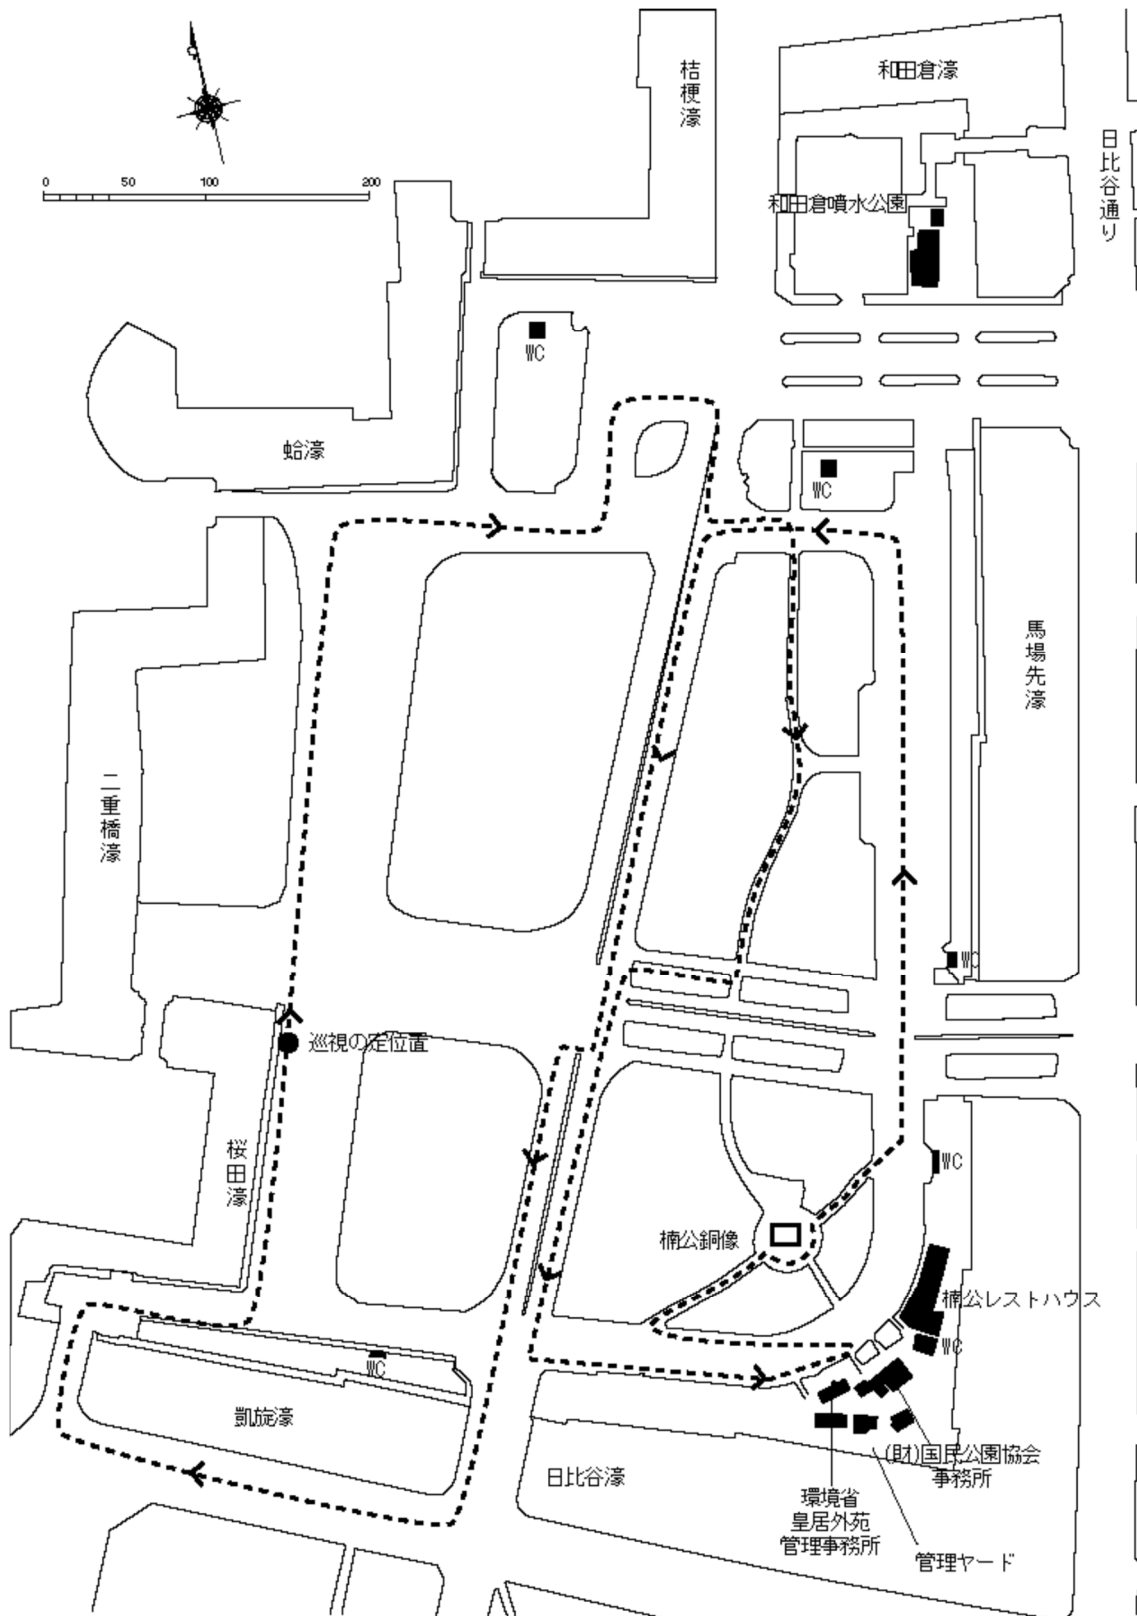 桔梗濠
和田倉濠
日比谷通り
0 50 100 200
和田倉噴水公園
WC
蛤濠
WC
馬場先濠
二重橋濠
WC
巡視の定位置
桜田濠
WC
楠公銅像
楠公レストハウス
WC
WC
凱旋濠
日比谷濠
(財)国民公園協会
事務所
環境省
皇居外苑
管理事務所
管理ヤード